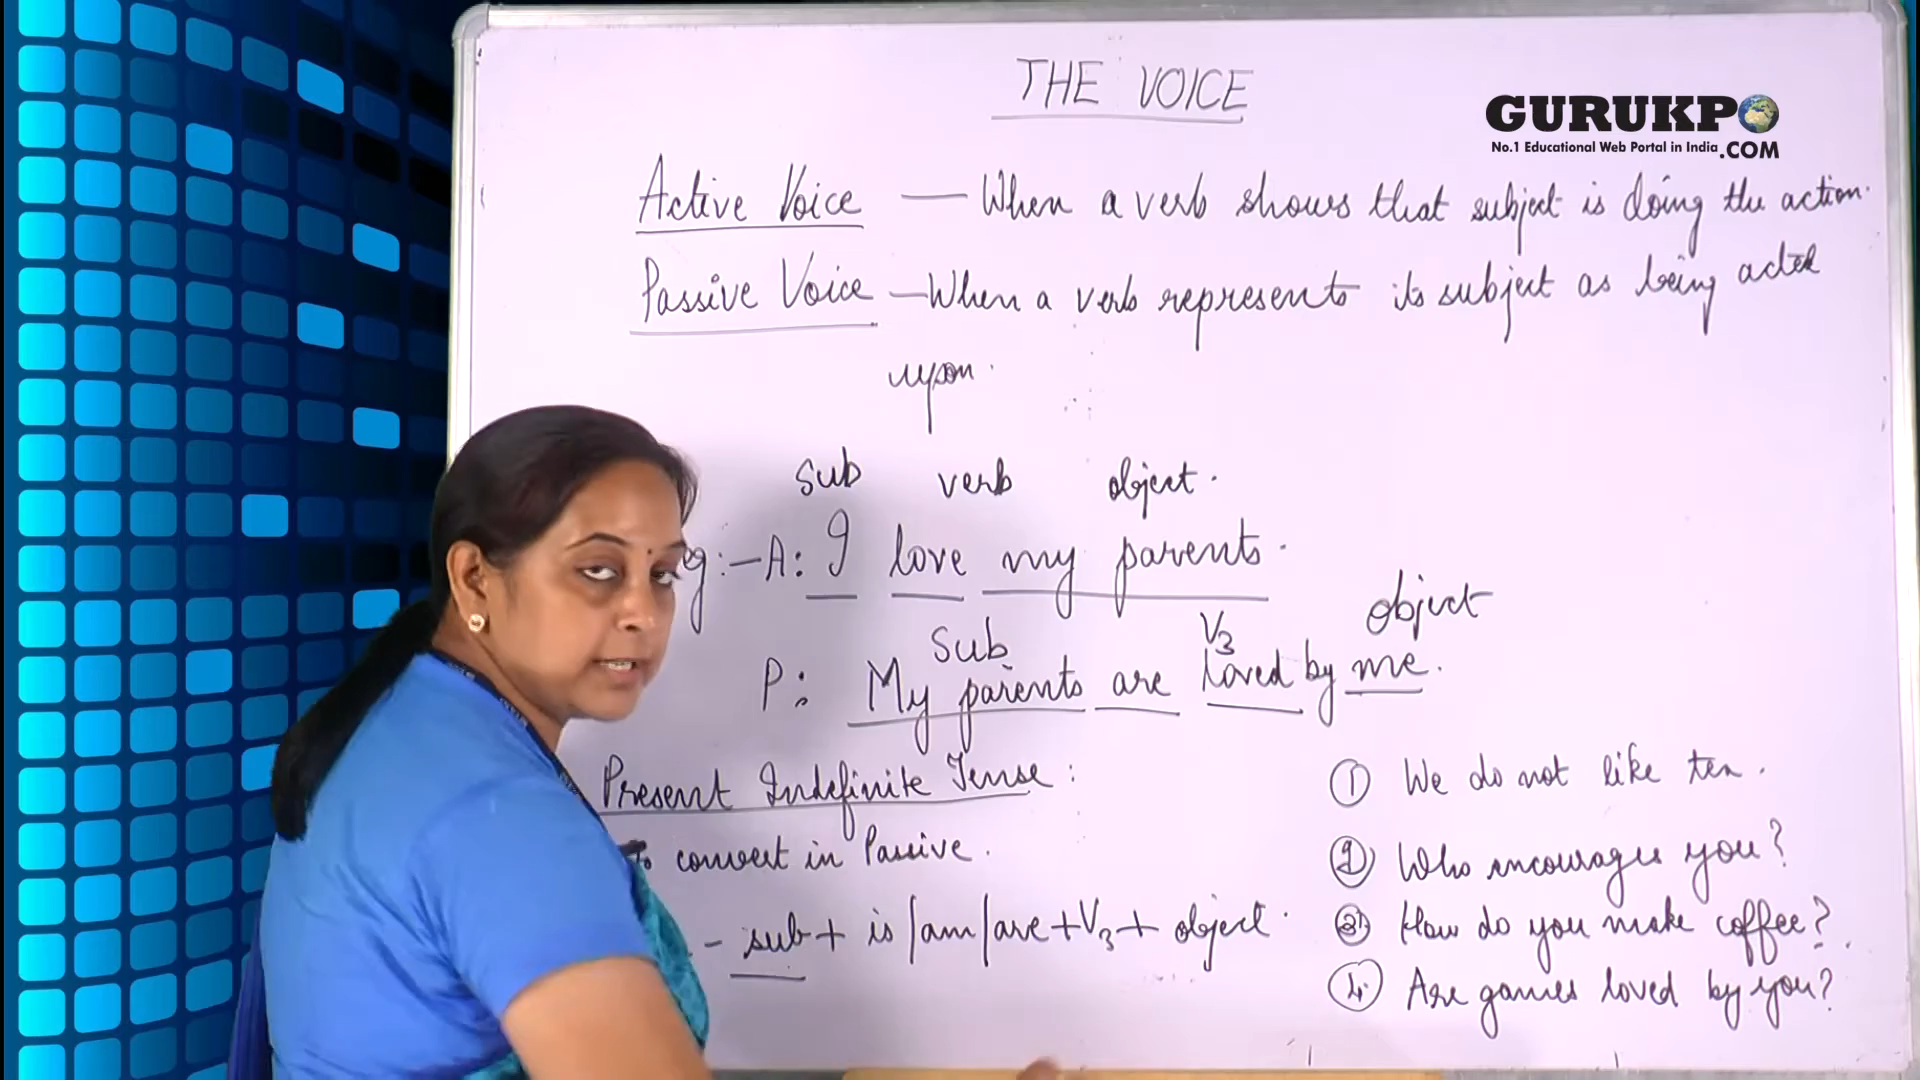 THE VOICE
GURUKPO
No.1 Educational Web Portal in India .COM
Active Voice — When a verb shows that subject is doing the action.
Passive Voice — When a verb represents its subject as being acted
upon.
sub verb object.
eg:- A: I love my parents.
Sub V3 object
P: My parents are loved by me.
Present Indefinite Tense:
To convert in Passive.
- sub + is/am/are + V3 + object.
① We do not like tea.
② Who encourages you?
③ How do you make coffee?
④ Are games loved by you?